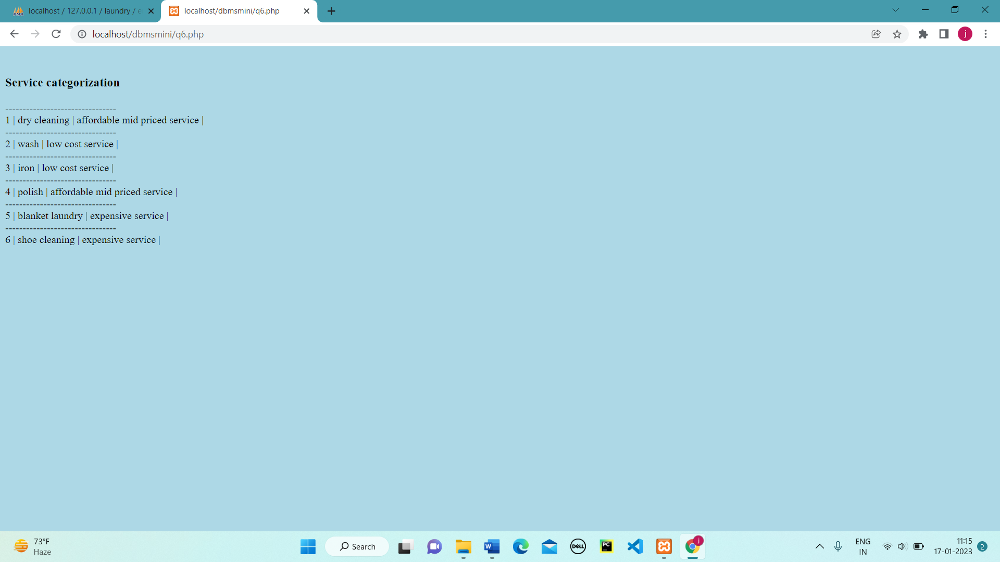 localhost / 127.0.0.1 / laundry / e
localhost/dbmsmini/q6.php
localhost/dbmsmini/q6.php
j
Service categorization
--------------------------------
1 | dry cleaning | affordable mid priced service |
--------------------------------
2 | wash | low cost service |
--------------------------------
3 | iron | low cost service |
--------------------------------
4 | polish | affordable mid priced service |
--------------------------------
5 | blanket laundry | expensive service |
--------------------------------
6 | shoe cleaning | expensive service |
73°F
Haze
Search
ENG
IN
11:15
17-01-2023
2
PMA
W
DELL
PC
j